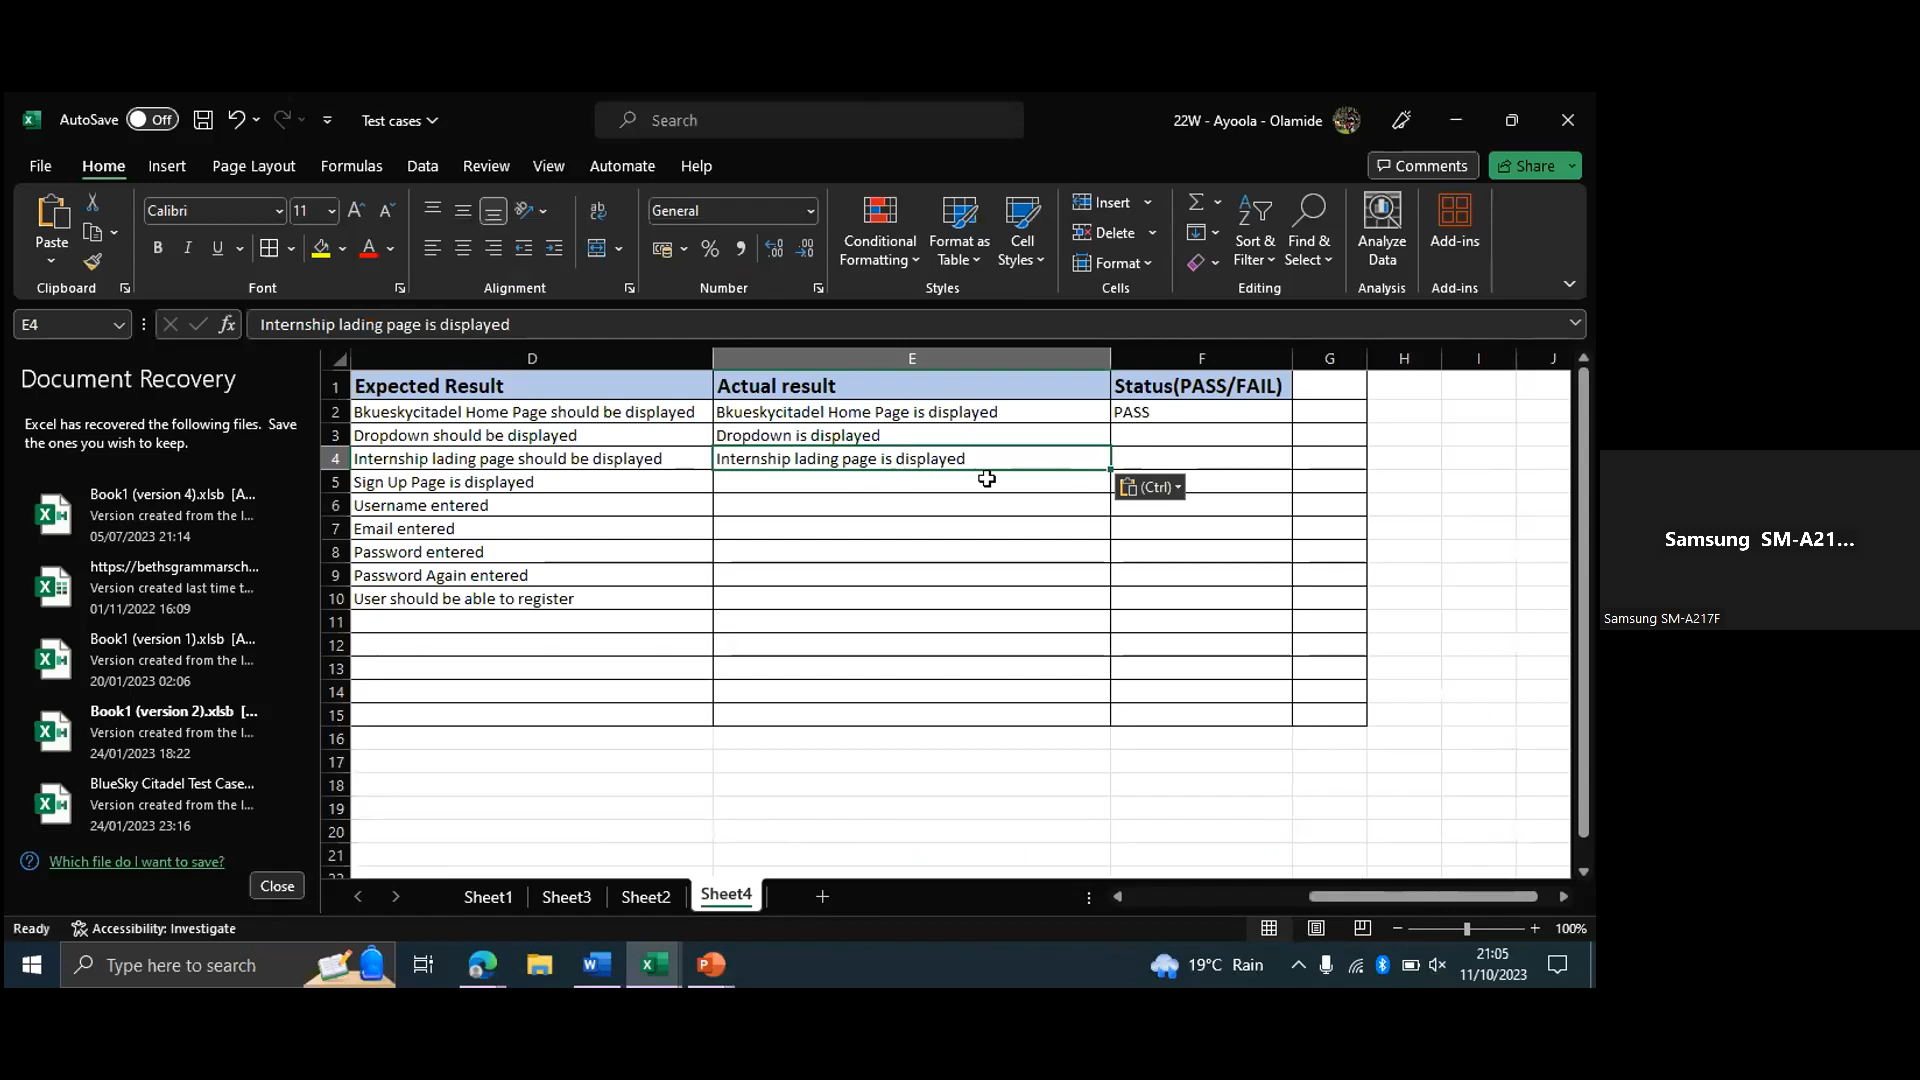 AutoSave Off Test cases Search 22W - Ayoola - Olamide
File Home Insert Page Layout Formulas Data Review View Automate Help Comments Share
Paste Calibri 11 General Conditional Formatting Format as Table Cell Styles Insert Delete Format Sort & Filter Find & Select Analyze Data Add-ins
Clipboard Font Alignment Number Styles Cells Editing Analysis Add-ins
E4 fx Internship lading page is displayed
Document Recovery
Excel has recovered the following files. Save
the ones you wish to keep.
Book1 (version 4).xlsb [A...
Version created from the l...
05/07/2023 21:14
https://bethsgrammarsch...
Version created last time t...
01/11/2022 16:09
Book1 (version 1).xlsb [A...
Version created from the l...
20/01/2023 02:06
Book1 (version 2).xlsb [...
Version created from the l...
24/01/2023 18:22
BlueSky Citadel Test Case...
Version created from the l...
24/01/2023 23:16
Which file do I want to save?
Close
D E F G H I J
1 Expected Result Actual result Status(PASS/FAIL)
2 Bkueskycitadel Home Page should be displayed Bkueskycitadel Home Page is displayed PASS
3 Dropdown should be displayed Dropdown is displayed
4 Internship lading page should be displayed Internship lading page is displayed
5 Sign Up Page is displayed (Ctrl)
6 Username entered
7 Email entered
8 Password entered
9 Password Again entered
10 User should be able to register
11
12
13
14
15
16
17
18
19
20
21
Sheet1 Sheet3 Sheet2 Sheet4
Ready Accessibility: Investigate 100%
Type here to search 19°C Rain 21:05
11/10/2023
Samsung SM-A21...
Samsung SM-A217F